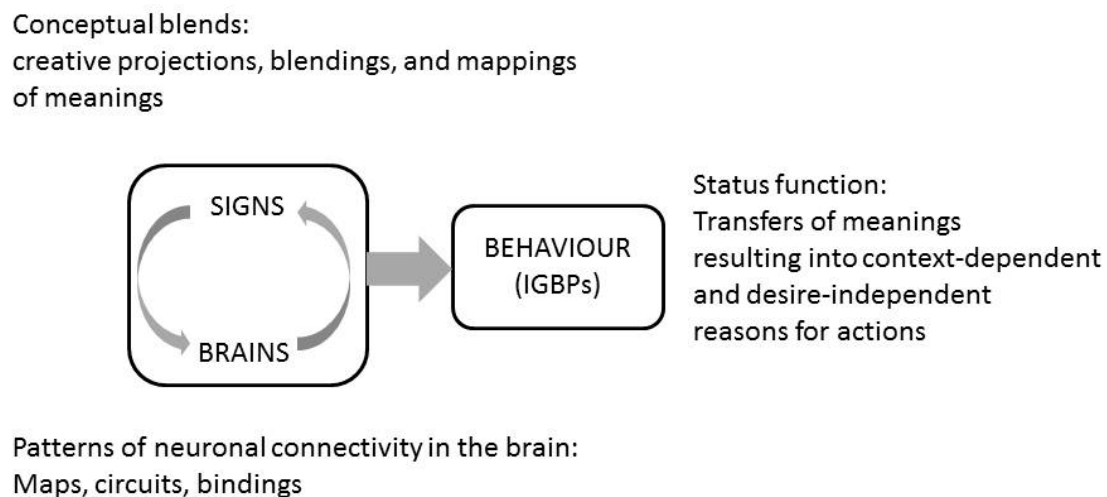 Conceptual blends:
creative projections, blendings, and mappings
of meanings
SIGNS
BRAINS
BEHAVIOUR
(IGBPs)
Status function:
Transfers of meanings
resulting into context-dependent
and desire-independent
reasons for actions
Patterns of neuronal connectivity in the brain:
Maps, circuits, bindings